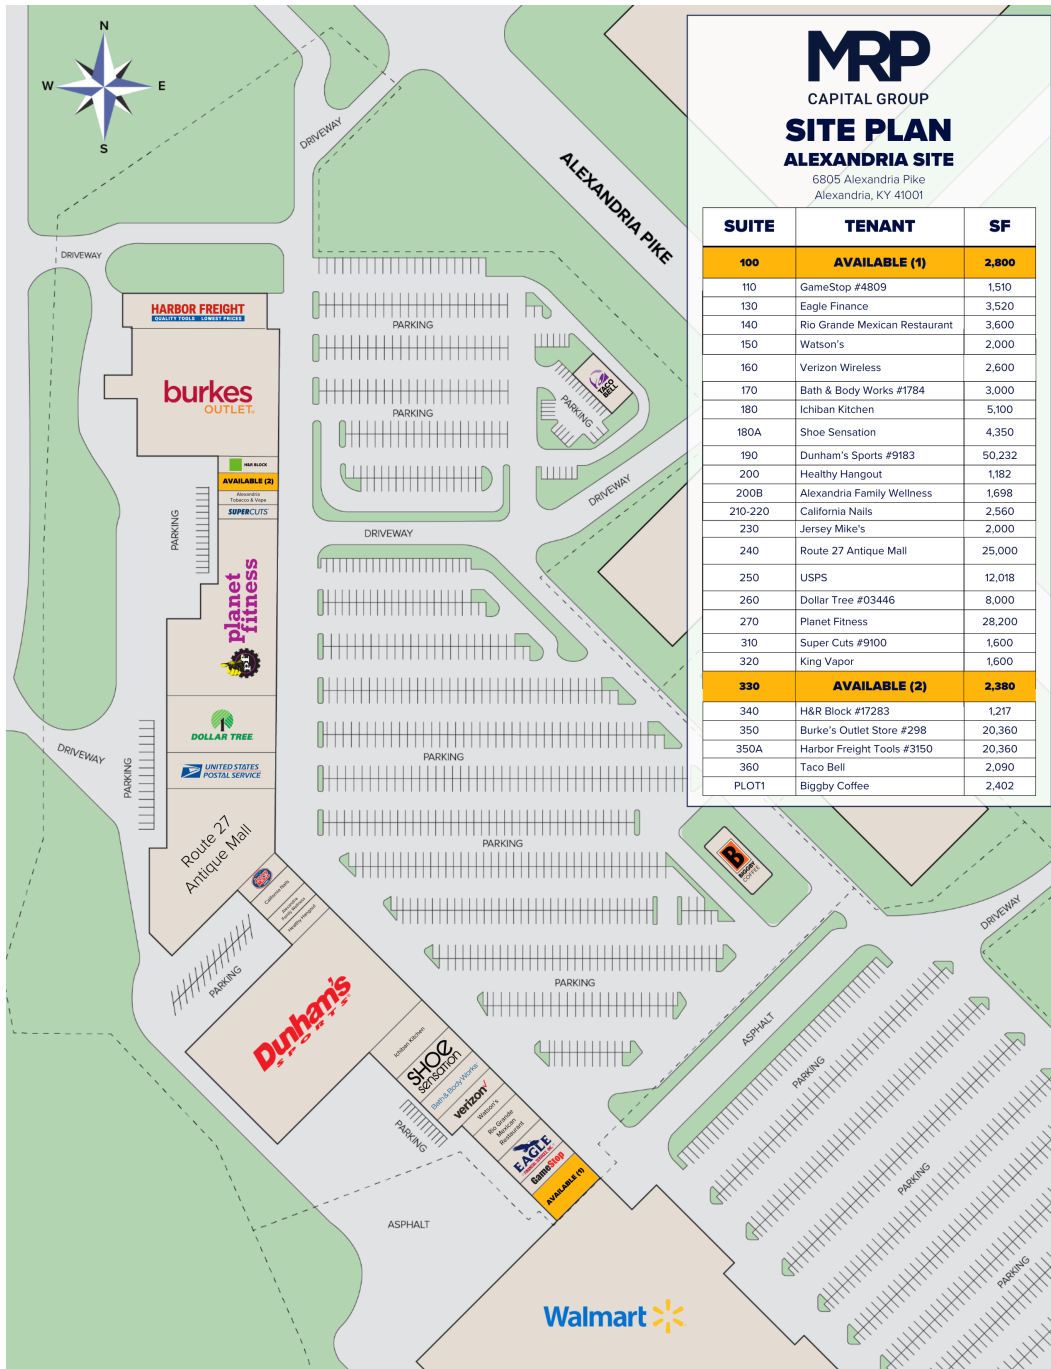 N
W
E
S
MRP
CAPITAL GROUP
SITE PLAN
ALEXANDRIA SITE
6805 Alexandria Pike
Alexandria, KY 41001
SUITE TENANT SF
100 AVAILABLE (1) 2,800
110 GameStop #4809 1,510
130 Eagle Finance 3,520
140 Rio Grande Mexican Restaurant 3,600
150 Watson's 2,000
160 Verizon Wireless 2,600
170 Bath & Body Works #1784 3,000
180 Ichiban Kitchen 5,100
180A Shoe Sensation 4,350
190 Dunham's Sports #9183 50,232
200 Healthy Hangout 1,182
200B Alexandria Family Wellness 1,698
210-220 California Nails 2,560
230 Jersey Mike's 2,000
240 Route 27 Antique Mall 25,000
250 USPS 12,018
260 Dollar Tree #03446 8,000
270 Planet Fitness 28,200
310 Super Cuts #9100 1,600
320 King Vapor 1,600
330 AVAILABLE (2) 2,380
340 H&R Block #17283 1,217
350 Burke's Outlet Store #298 20,360
350A Harbor Freight Tools #3150 20,360
360 Taco Bell 2,090
PLOT1 Biggby Coffee 2,402
DRIVEWAY
ALEXANDRIA PIKE
DRIVEWAY
HARBOR FREIGHT
QUALITY TOOLS LOWEST PRICES
burkes
OUTLET
H&R BLOCK
AVAILABLE (2)
Alexandria
Tobacco & Vape
SUPERCUTS
PARKING
planet
fitness
PF
DOLLAR TREE
UNITED STATES
POSTAL SERVICE
DRIVEWAY
PARKING
Route 27
Antique Mall
California Nails
Alexandria
Family Wellness
Healthy Hangout
PARKING
Dunham's
SPORTS
Ichiban Kitchen
SHOE
sensation
Bath & Body Works
verizon
Watson's
Rio Grande
Mexican
Restaurant
EAGLE
GameStop
AVAILABLE (1)
PARKING
ASPHALT
Walmart
PARKING
PARKING
TACO
BELL
PARKING
DRIVEWAY
DRIVEWAY
PARKING
PARKING
B
BIGGBY
COFFEE
PARKING
DRIVEWAY
ASPHALT
PARKING
PARKING
PARKING